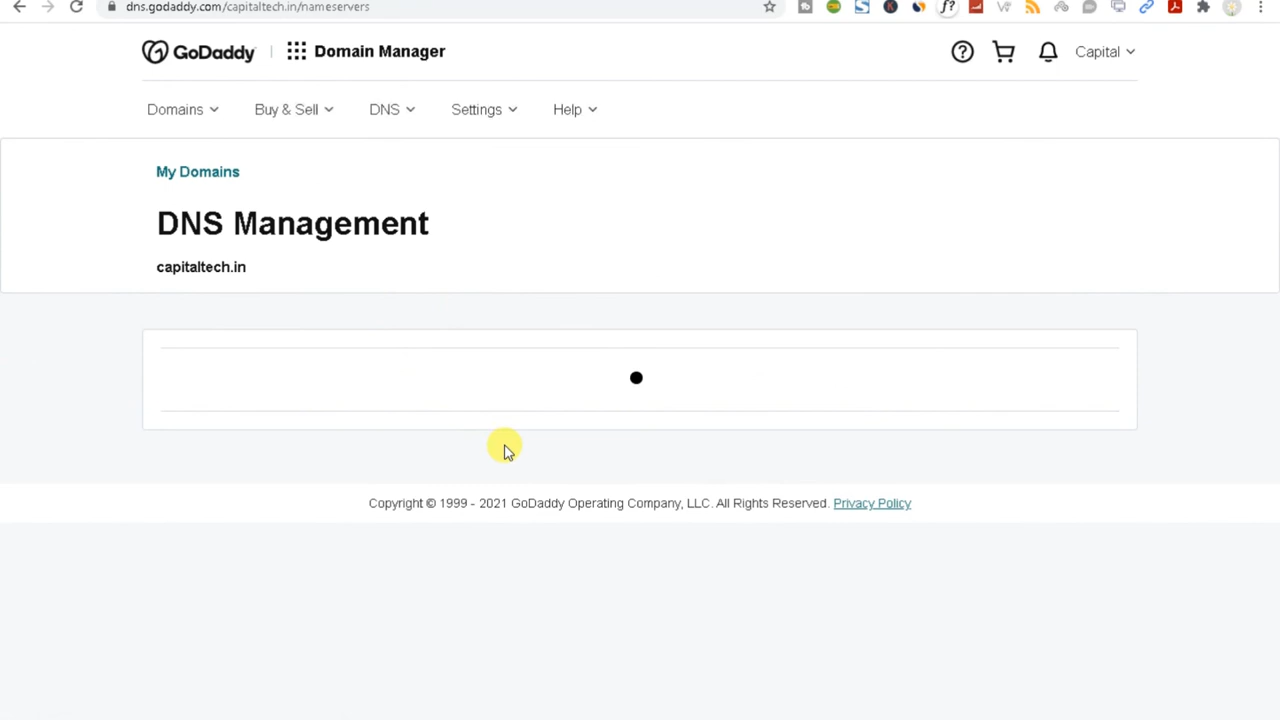 dns.godaddy.com/capitaltech.in/nameservers
GoDaddy
Domain Manager
Capital
Domains
Buy & Sell
DNS
Settings
Help
My Domains
DNS Management
capitaltech.in
Copyright © 1999 - 2021 GoDaddy Operating Company, LLC. All Rights Reserved. Privacy Policy